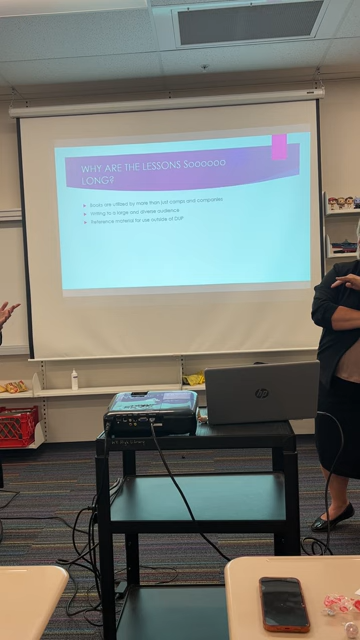 WHY ARE THE LESSONS Soooooo
LONG?
Books are utilized by more than just camps and companies
Writing to a large and diverse audience
Reference material for use outside of
hp